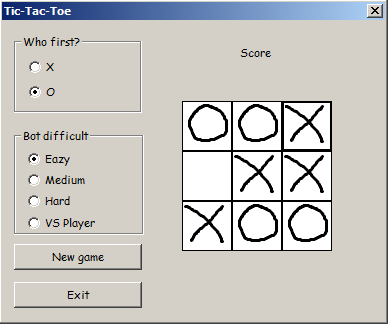 Tic-Tac-Toe
Who first?
X
O
Score
Bot difficult
Eazy
Medium
Hard
VS Player
New game
Exit
O O X
X X
X O O